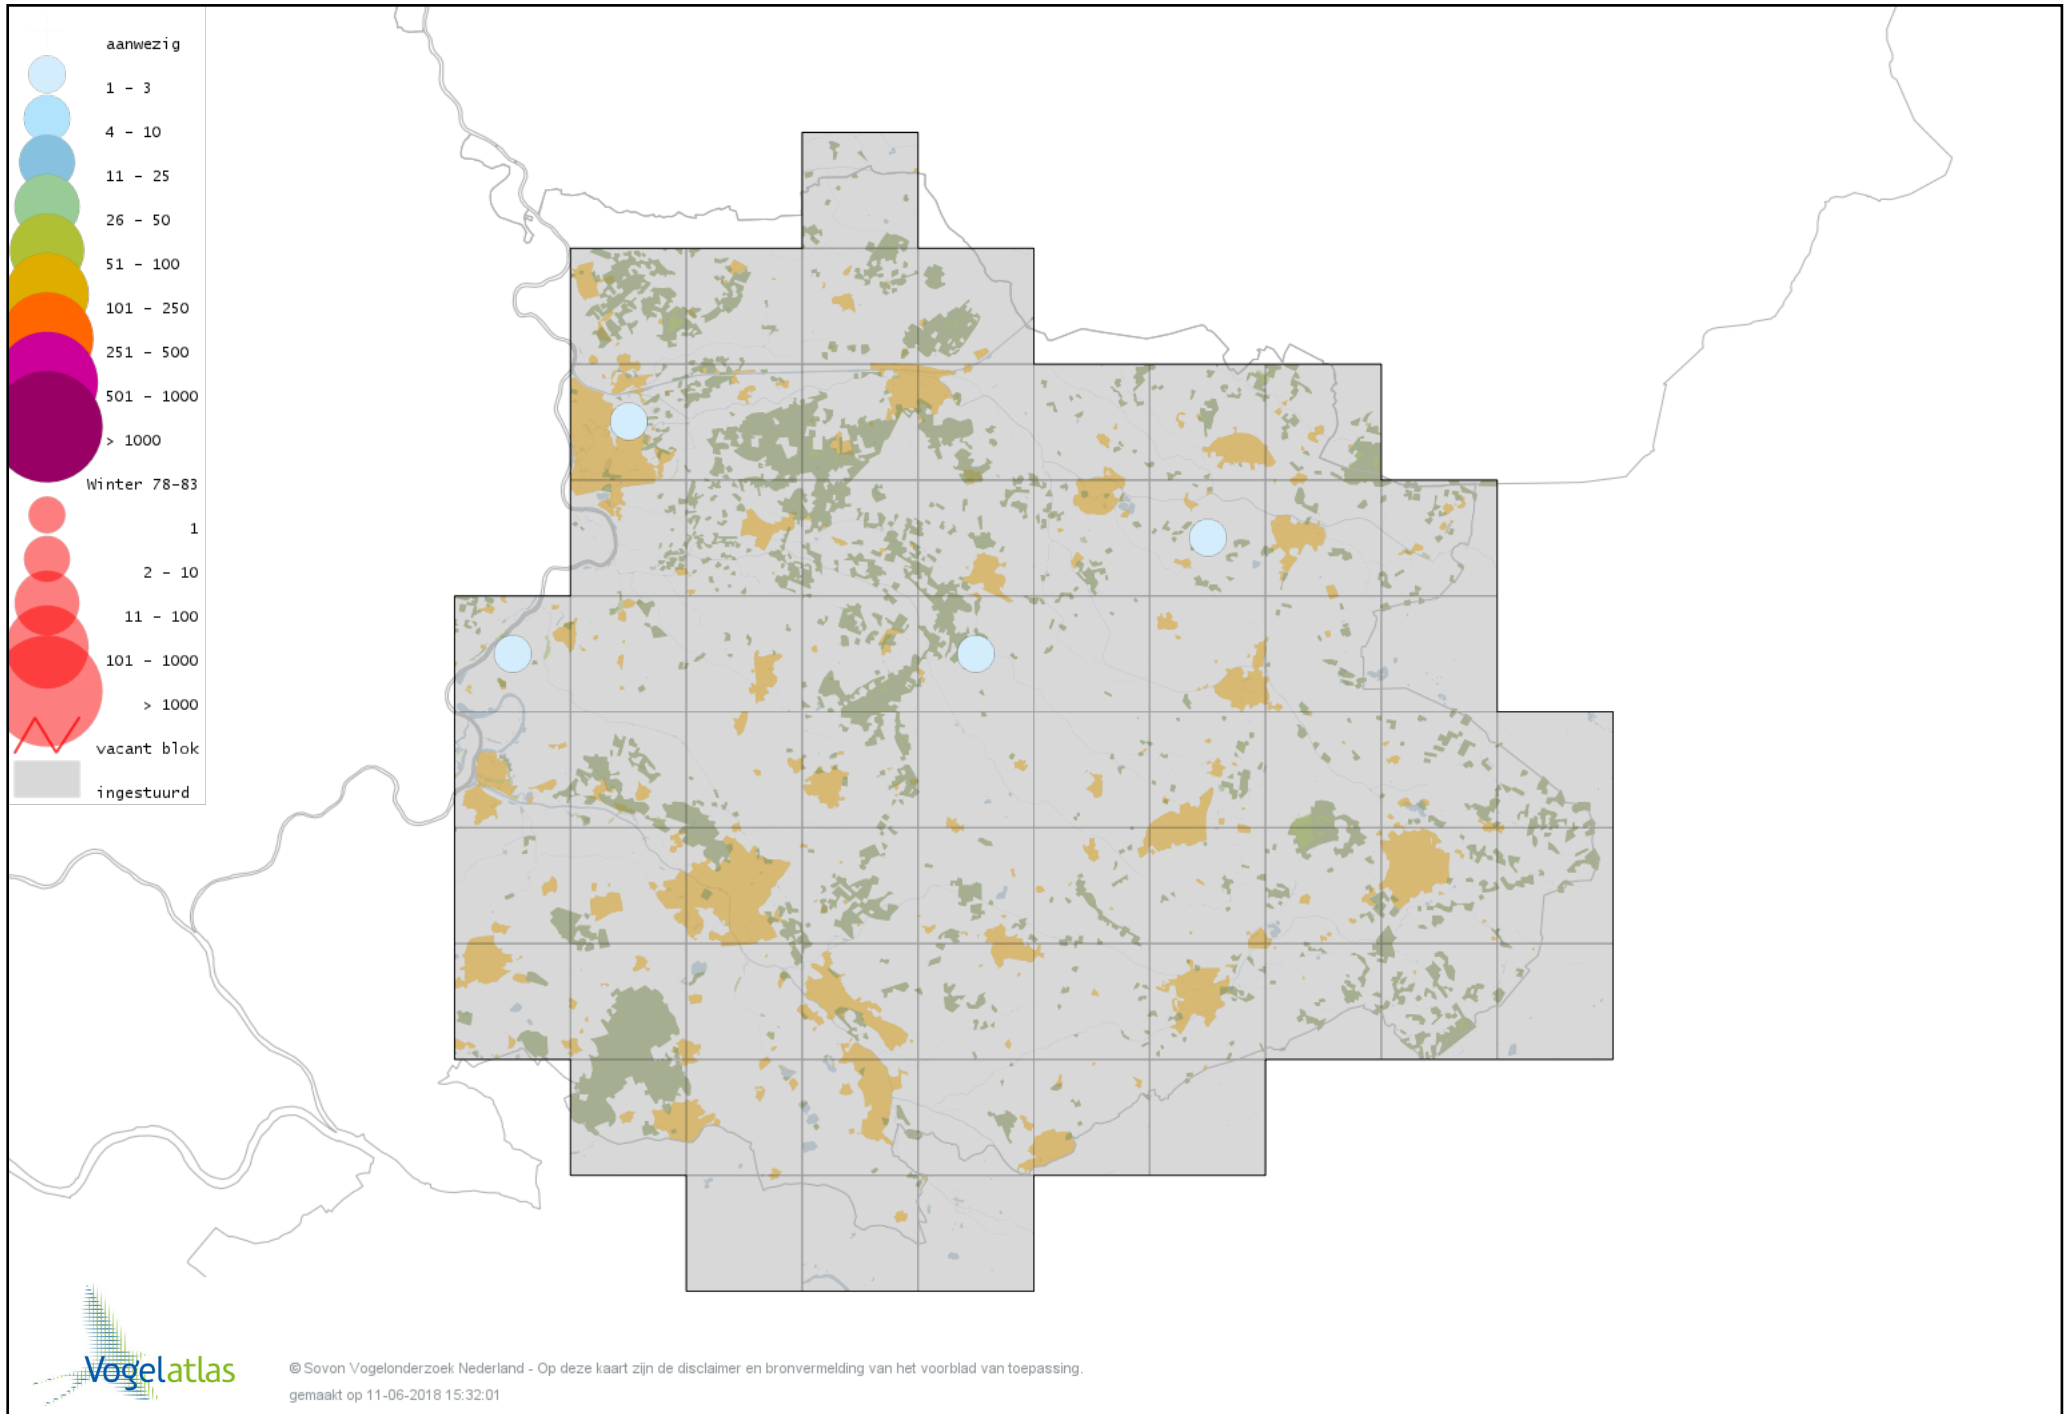 aanwezig
1 - 3
4 - 10
11 - 25
26 - 50
51 - 100
101 - 250
251 - 500
501 - 1000
> 1000
Winter 78-83
1
2 - 10
11 - 100
101 - 1000
> 1000
vacant blok
ingestuurd
Vogelatlas
© Sovon Vogelonderzoek Nederland - Op deze kaart zijn de disclaimer en bronvermelding van het voorblad van toepassing.
gemaakt op 11-06-2018 15:32:01